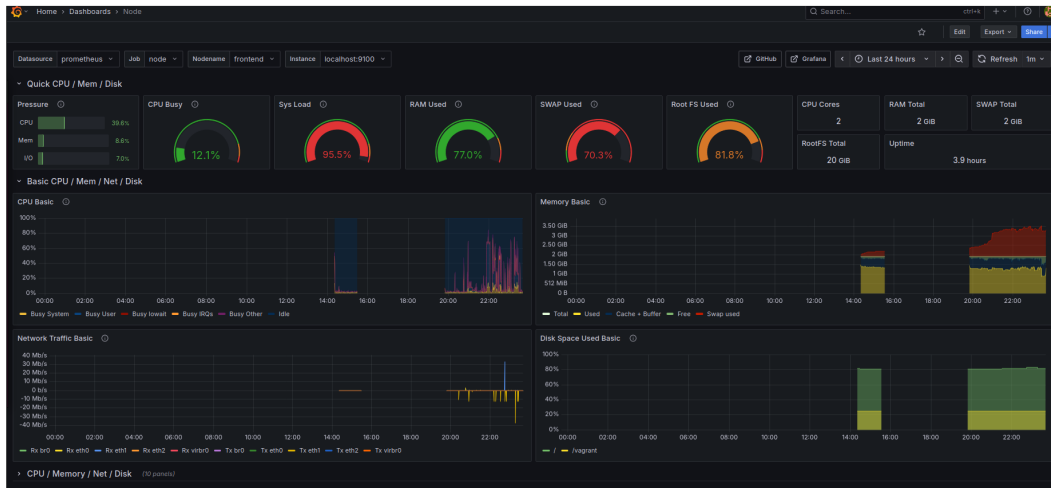 Home > Dashboards > Node
Search... ctrl+k
Edit Export Share
Datasource prometheus Job node Nodename frontend Instance localhost:9100 GitHub Grafana Last 24 hours Refresh 1m
Quick CPU / Mem / Disk
Pressure CPU Busy Sys Load RAM Used SWAP Used Root FS Used CPU Cores RAM Total SWAP Total
CPU 39.6%
Mem 8.6%
I/O 7.0%
12.1% 95.5% 77.0% 70.3% 81.8%
2 2 GiB 2 GiB
RootFS Total Uptime
20 GiB 3.9 hours
Basic CPU / Mem / Net / Disk
CPU Basic
100%
80%
60%
40%
20%
0%
00:00 02:00 04:00 06:00 08:00 10:00 12:00 14:00 16:00 18:00 20:00 22:00
Busy System Busy User Busy Iowait Busy IRQs Busy Other Idle
Memory Basic
3.50 GiB
3 GiB
2.50 GiB
2 GiB
1.50 GiB
1 GiB
512 MiB
0 B
00:00 02:00 04:00 06:00 08:00 10:00 12:00 14:00 16:00 18:00 20:00 22:00
Total Used Cache + Buffer Free Swap used
Network Traffic Basic
40 Mb/s
30 Mb/s
20 Mb/s
10 Mb/s
0 b/s
-10 Mb/s
-20 Mb/s
-30 Mb/s
-40 Mb/s
00:00 02:00 04:00 06:00 08:00 10:00 12:00 14:00 16:00 18:00 20:00 22:00
Rx br0 Rx eth0 Rx eth1 Rx eth2 Rx virbr0 Tx br0 Tx eth0 Tx eth1 Tx eth2 Tx virbr0
Disk Space Used Basic
100%
80%
60%
40%
20%
0%
00:00 02:00 04:00 06:00 08:00 10:00 12:00 14:00 16:00 18:00 20:00 22:00
/ /vagrant
CPU / Memory / Net / Disk (10 panels)